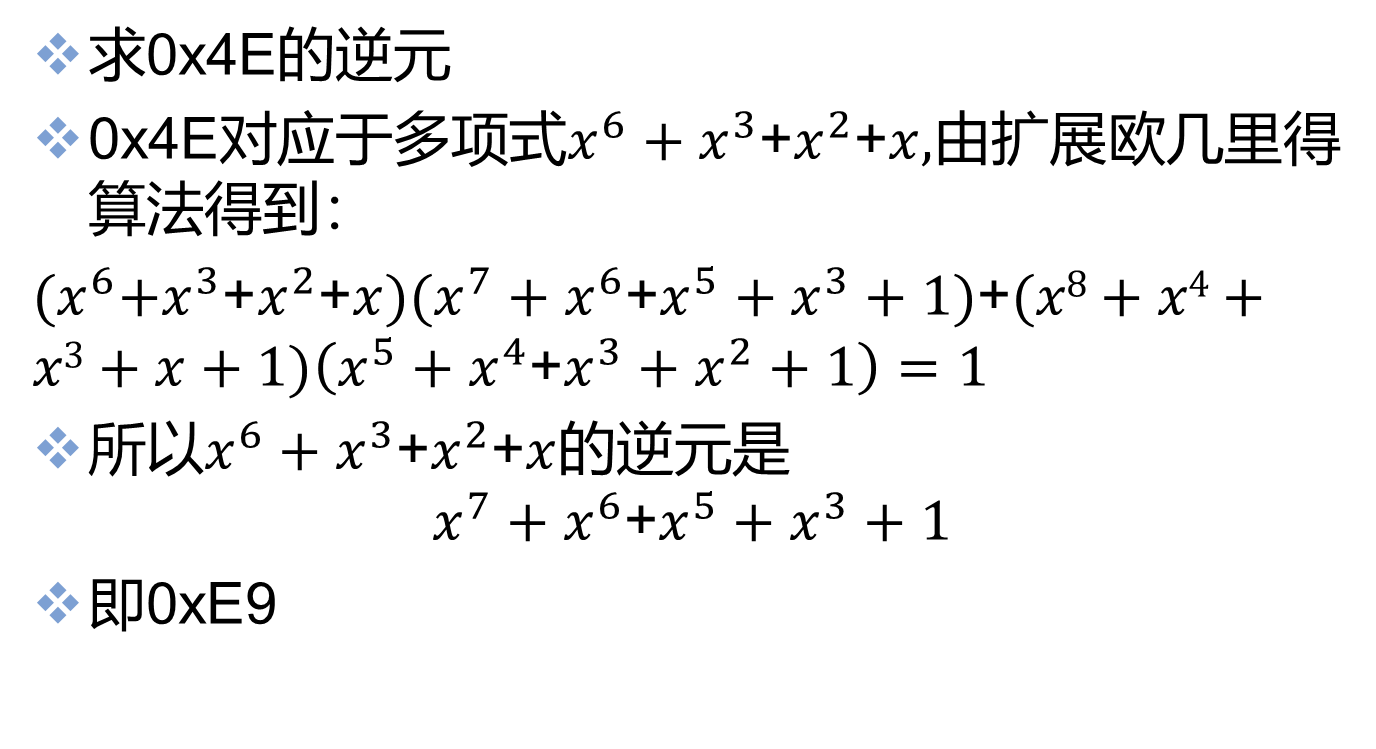 ❖求0x4E的逆元
❖0x4E对应于多项式𝑥⁶ + 𝑥³+𝑥²+𝑥,由扩展欧几里得
算法得到：
(𝑥⁶+𝑥³+𝑥²+𝑥)(𝑥⁷ + 𝑥⁶+𝑥⁵ + 𝑥³ + 1)+(𝑥⁸ + 𝑥⁴ +
𝑥³ + 𝑥 + 1)(𝑥⁵ + 𝑥⁴+𝑥³ + 𝑥² + 1) = 1
❖所以𝑥⁶ + 𝑥³+𝑥²+𝑥的逆元是
𝑥⁷ + 𝑥⁶+𝑥⁵ + 𝑥³ + 1
❖即0xE9